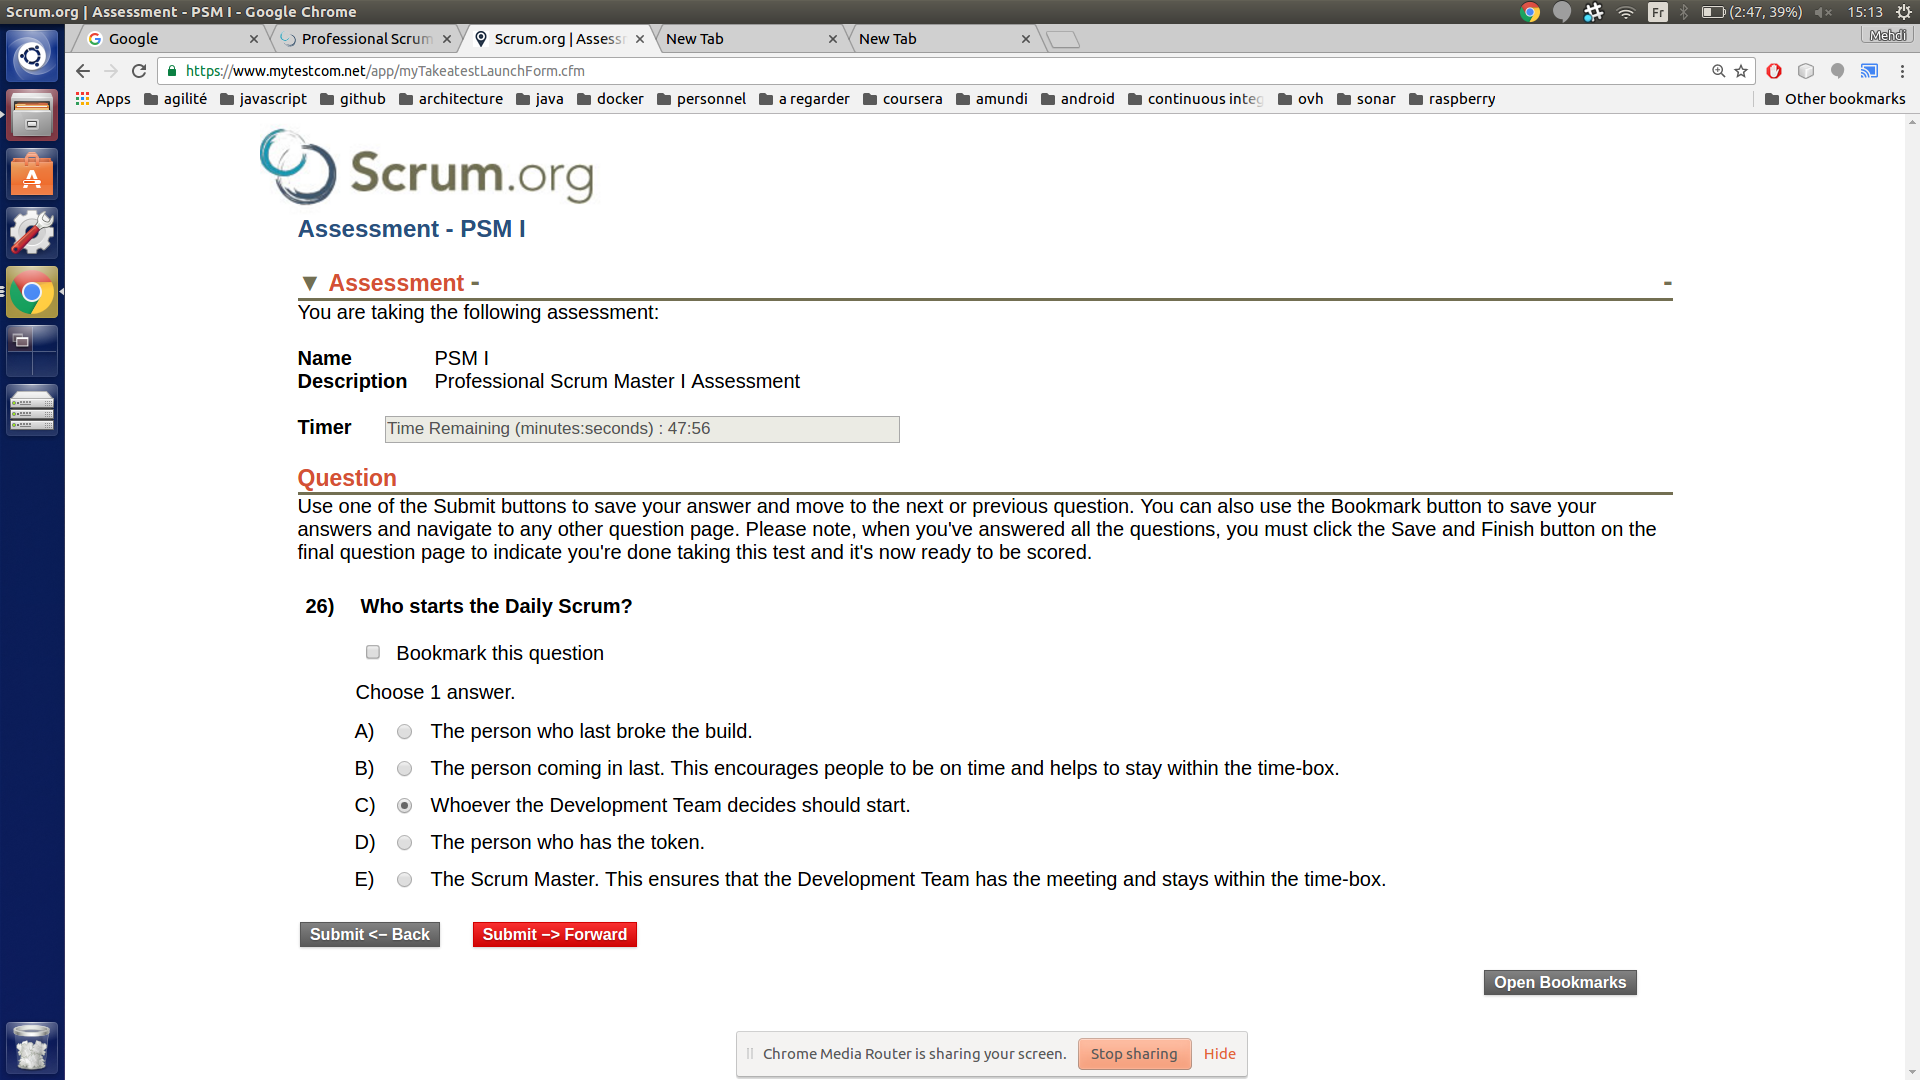 Scrum.org | Assessment - PSM I - Google Chrome
Fr
(2:47, 39%)
15:13
Google
Professional Scrum
Scrum.org | Assess
New Tab
New Tab
Mehdi
https://www.mytestcom.net/app/myTakeatestLaunchForm.cfm
Apps agilité javascript github architecture java docker personnel a regarder coursera amundi android continuous integ ovh sonar raspberry Other bookmarks
Scrum.org
Assessment - PSM I
▼ Assessment - -
You are taking the following assessment:
Name PSM I
Description Professional Scrum Master I Assessment
Timer Time Remaining (minutes:seconds) : 47:56
Question
Use one of the Submit buttons to save your answer and move to the next or previous question. You can also use the Bookmark button to save your
answers and navigate to any other question page. Please note, when you've answered all the questions, you must click the Save and Finish button on the
final question page to indicate you're done taking this test and it's now ready to be scored.
26) Who starts the Daily Scrum?
Bookmark this question
Choose 1 answer.
A) The person who last broke the build.
B) The person coming in last. This encourages people to be on time and helps to stay within the time-box.
C) Whoever the Development Team decides should start.
D) The person who has the token.
E) The Scrum Master. This ensures that the Development Team has the meeting and stays within the time-box.
Submit <– Back Submit –> Forward
Open Bookmarks
Chrome Media Router is sharing your screen. Stop sharing Hide